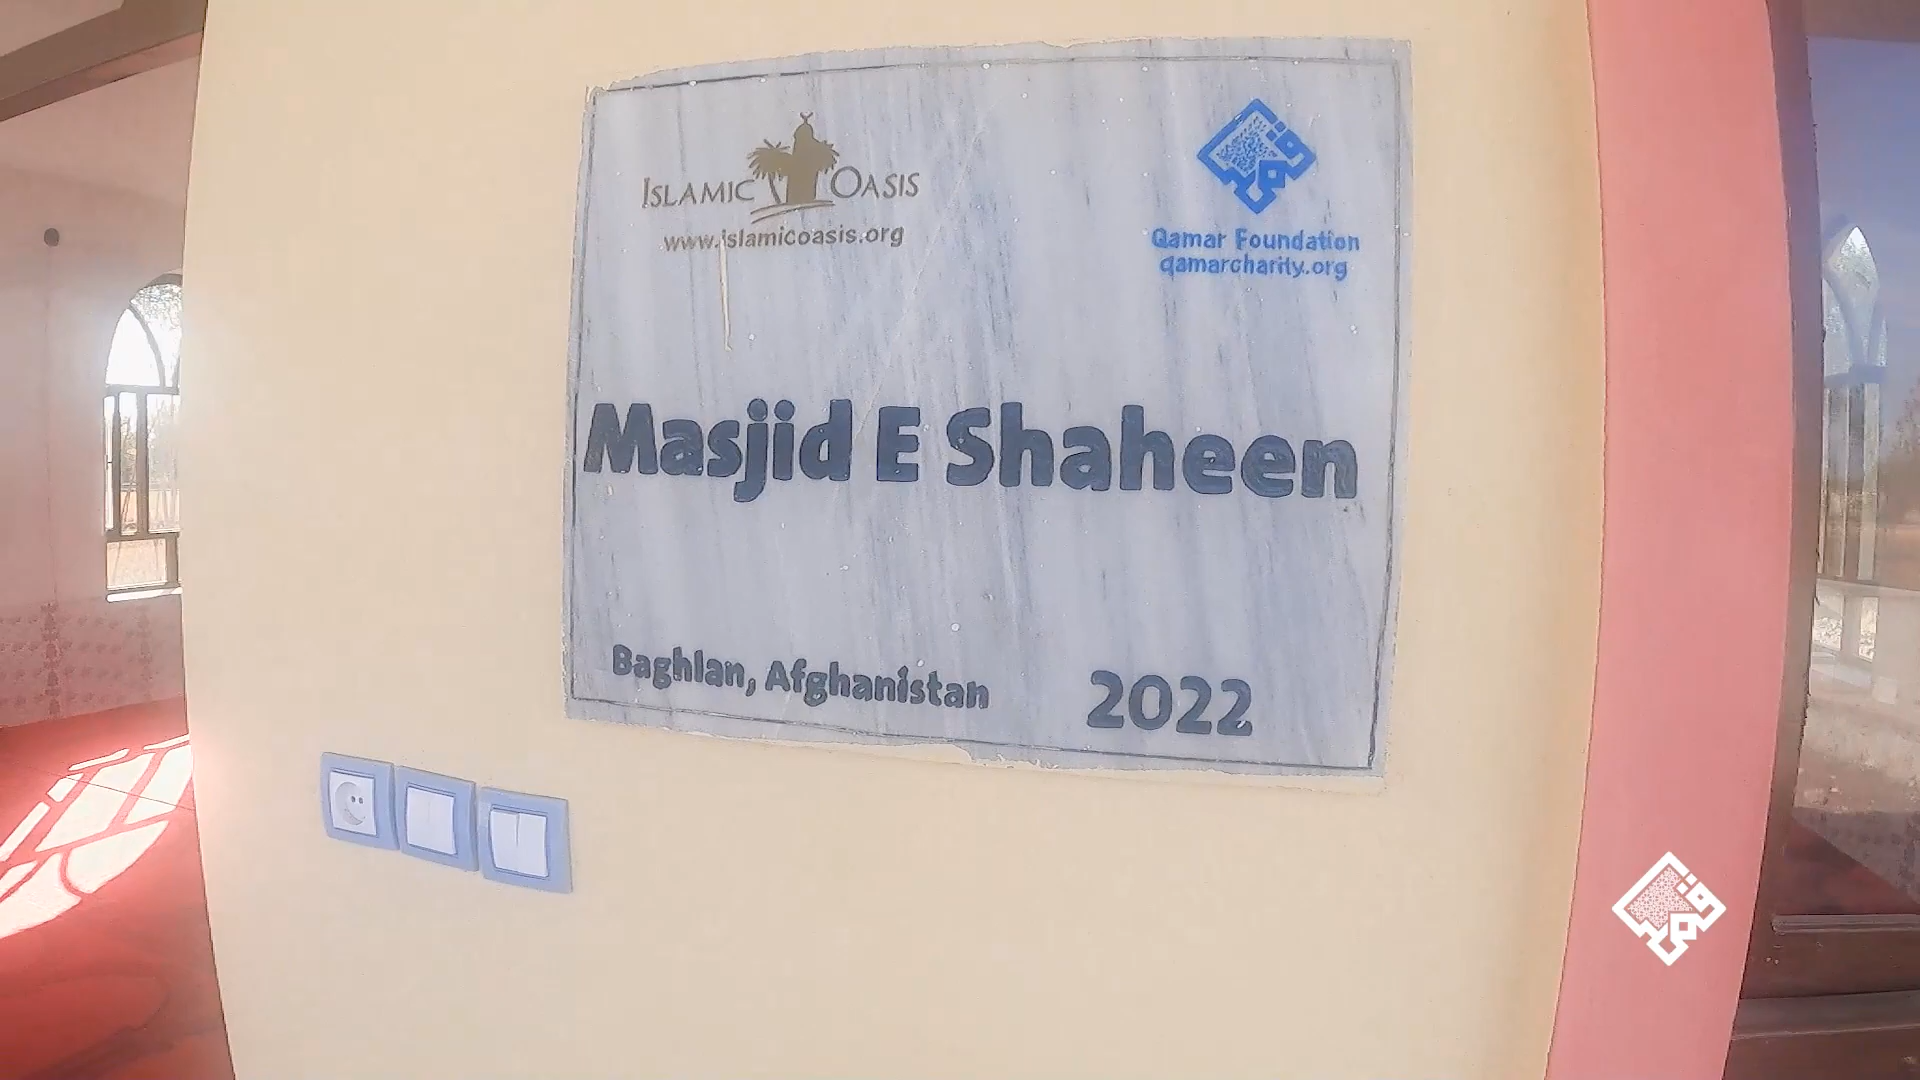 Islamic Oasis
www.islamicoasis.org
Qamar Foundation
qamarcharity.org
Masjid E Shaheen
Baghlan, Afghanistan
2022